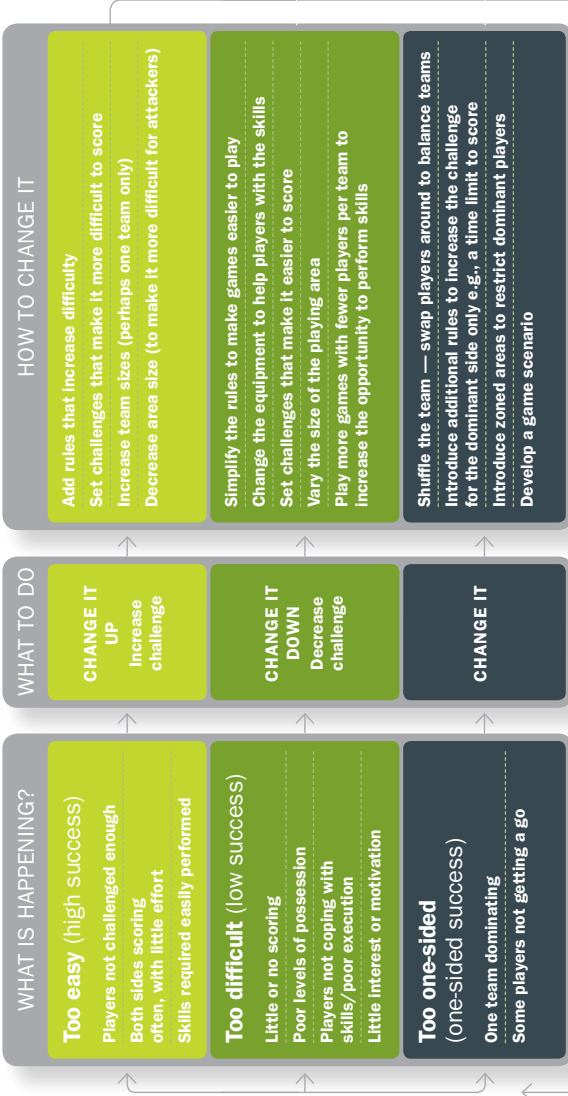 WHAT IS HAPPENING?
Too easy (high success)
Players not challenged enough
Both sides scoring
often, with little effort
Skills required easily performed
Too difficult (low success)
Little or no scoring
Poor levels of possession
Players not coping with
skills/poor execution
Little interest or motivation
Too one-sided
(one-sided success)
One team dominating
Some players not getting a go
WHAT TO DO
CHANGE IT
UP
Increase
challenge
CHANGE IT
DOWN
Decrease
challenge
CHANGE IT
HOW TO CHANGE IT
Add rules that increase difficulty
Set challenges that make it more difficult to score
Increase team sizes (perhaps one team only)
Decrease area size (to make it more difficult for attackers)
Simplify the rules to make games easier to play
Change the equipment to help players with the skills
Set challenges that make it easier to score
Vary the size of the playing area
Play more games with fewer players per team to
increase the opportunity to perform skills
Shuffle the team — swap players around to balance teams
Introduce additional rules to increase the challenge
for the dominant side only e.g., a time limit to score
Introduce zoned areas to restrict dominant players
Develop a game scenario